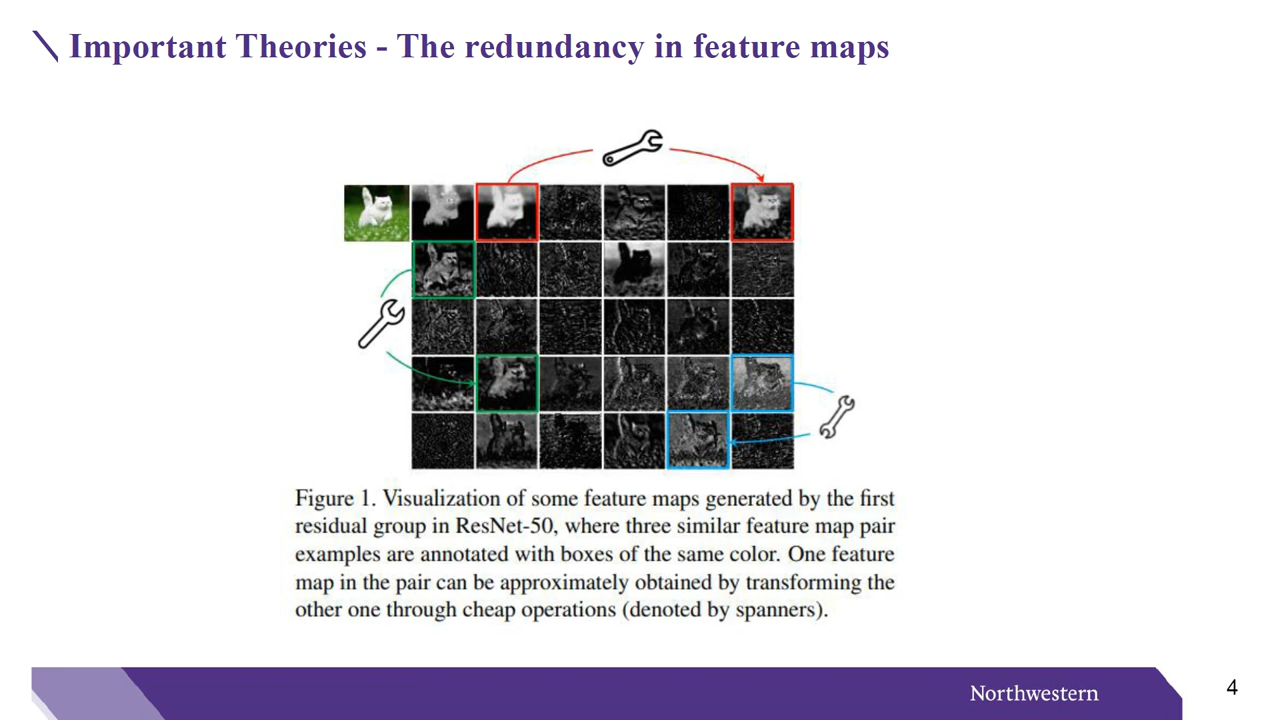 Important Theories - The redundancy in feature maps
Figure 1. Visualization of some feature maps generated by the first
residual group in ResNet-50, where three similar feature map pair
examples are annotated with boxes of the same color. One feature
map in the pair can be approximately obtained by transforming the
other one through cheap operations (denoted by spanners).
Northwestern
4